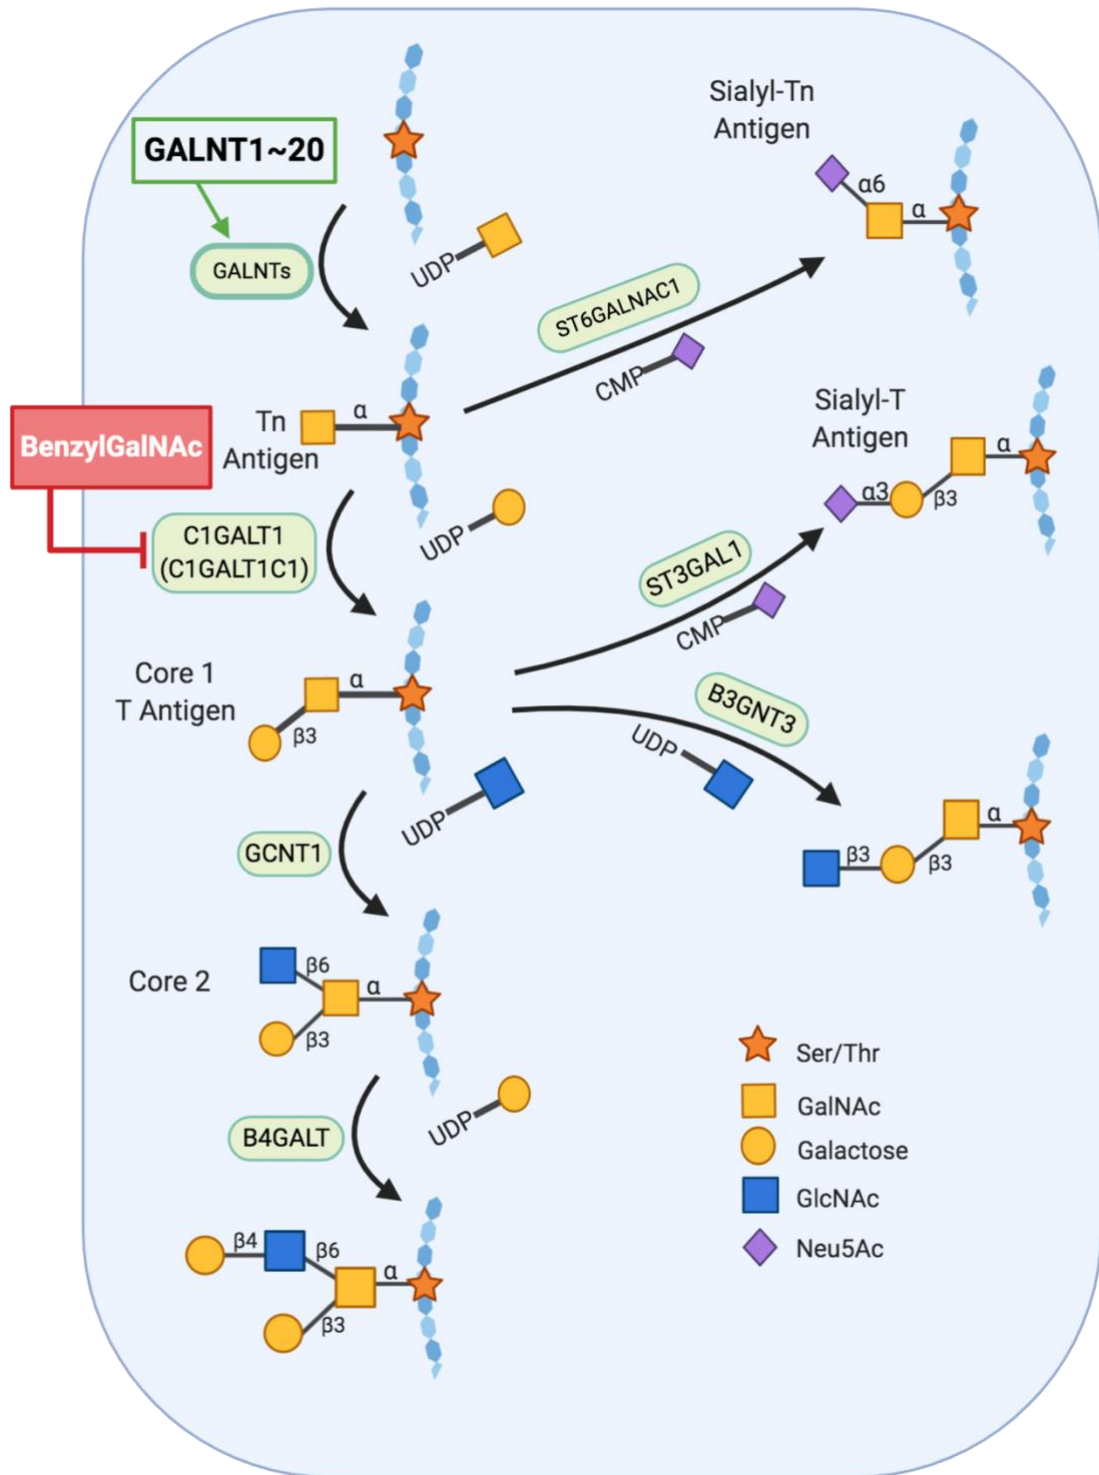 GALNT1~20
GALNTs
UDP
Sialyl-Tn
Antigen
α6
α
ST6GALNAC1
CMP
Tn
Antigen
α
BenzylGalNAc
C1GALT1
(C1GALT1C1)
UDP
Sialyl-T
Antigen
α
α3
β3
ST3GAL1
CMP
Core 1
T Antigen
α
β3
B3GNT3
UDP
UDP
GCNT1
α
β3
β3
Core 2
β6
α
β3
B4GALT
UDP
β4
β6
α
β3
Ser/Thr
GalNAc
Galactose
GlcNAc
Neu5Ac